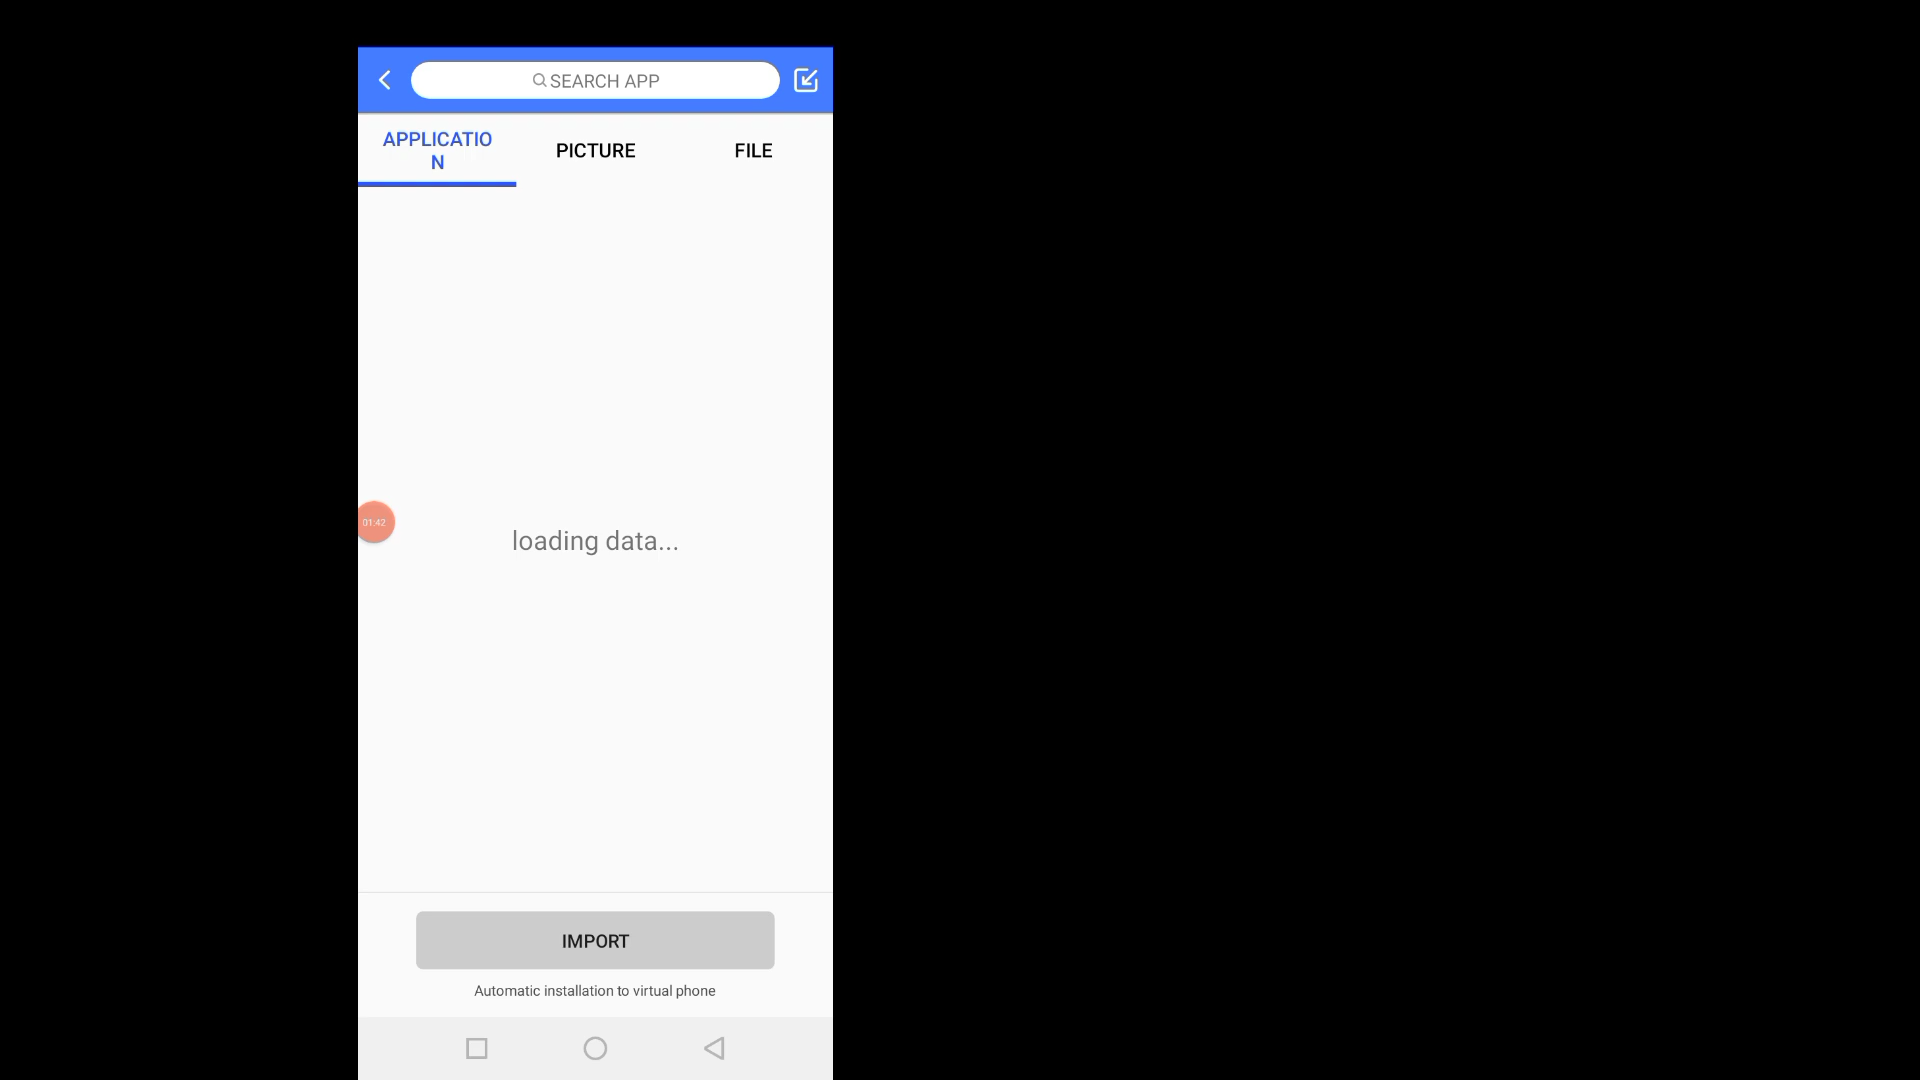 SEARCH APP
APPLICATIO
N
PICTURE
FILE
01:42
loading data...
IMPORT
Automatic installation to virtual phone